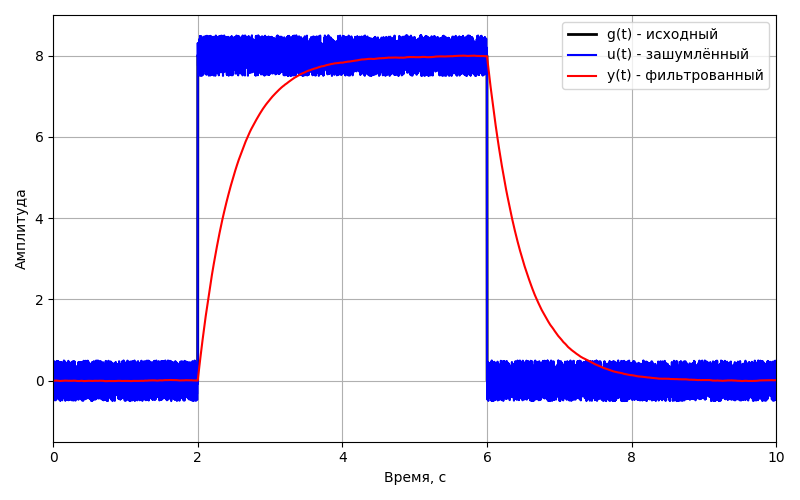 g(t) - исходный
u(t) - зашумлённый
y(t) - фильтрованный
Амплитуда
8
6
4
2
0
0 2 4 6 8 10
Время, с